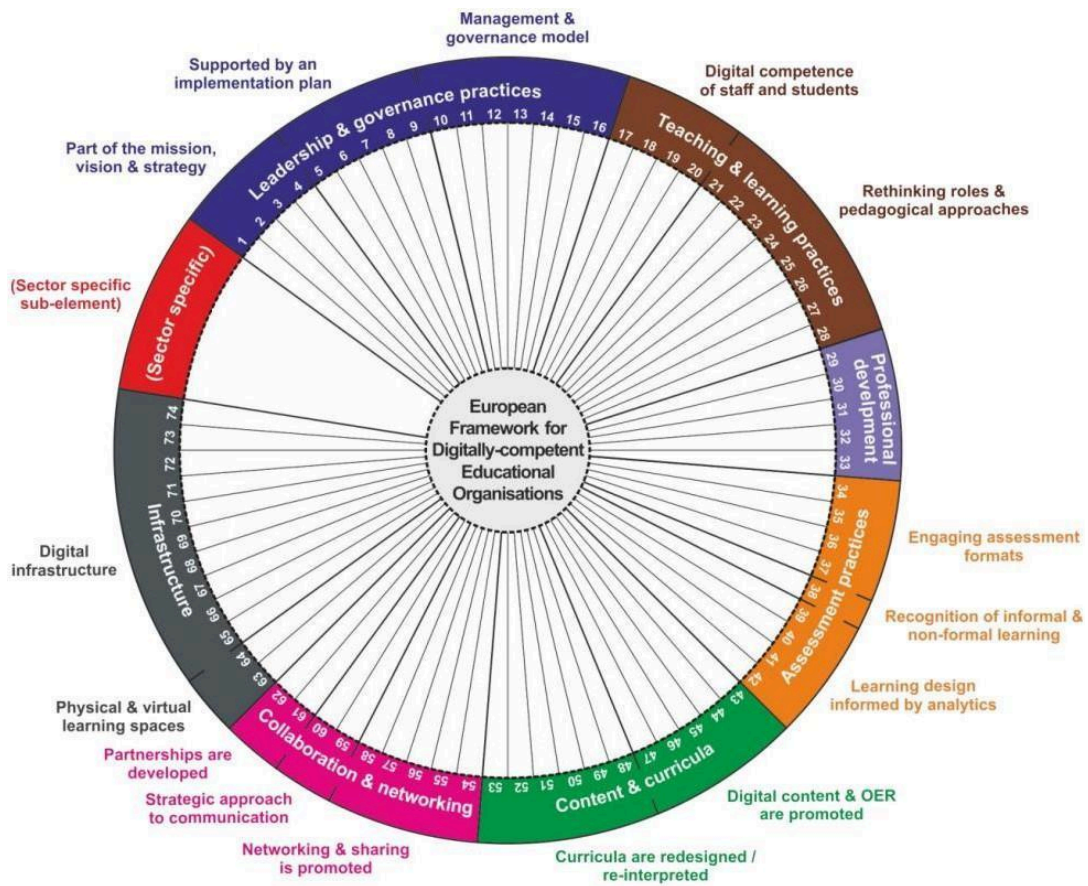 Management &
governance model
Supported by an
implementation plan
Part of the mission,
vision & strategy
Leadership & governance practices
1 2 3 4 5 6 7 8 9 10 11 12 13 14 15 16
Digital competence
of staff and students
Rethinking roles &
pedagogical approaches
Teaching & learning practices
17 18 19 20 21 22 23 24 25 26 27 28
Professional
develpment
29 30 31 32 33
Engaging assessment
formats
Recognition of informal &
non-formal learning
Learning design
informed by analytics
Assessment practices
34 35 36 37 38 39 40 41 42
Digital content & OER
are promoted
Curricula are redesigned /
re-interpreted
Content & curricula
43 44 45 46 47 48 49 50 51 52 53
Networking & sharing
is promoted
Strategic approach
to communication
Partnerships are
developed
Collaboration & networking
54 55 56 57 58 59 60 61 62
Physical & virtual
learning spaces
Digital
infrastructure
Infrastructure
63 64 65 66 67 68 69 70 71 72 73 74
(Sector specific
sub-element)
(Sector specific)
European
Framework for
Digitally-competent
Educational
Organisations